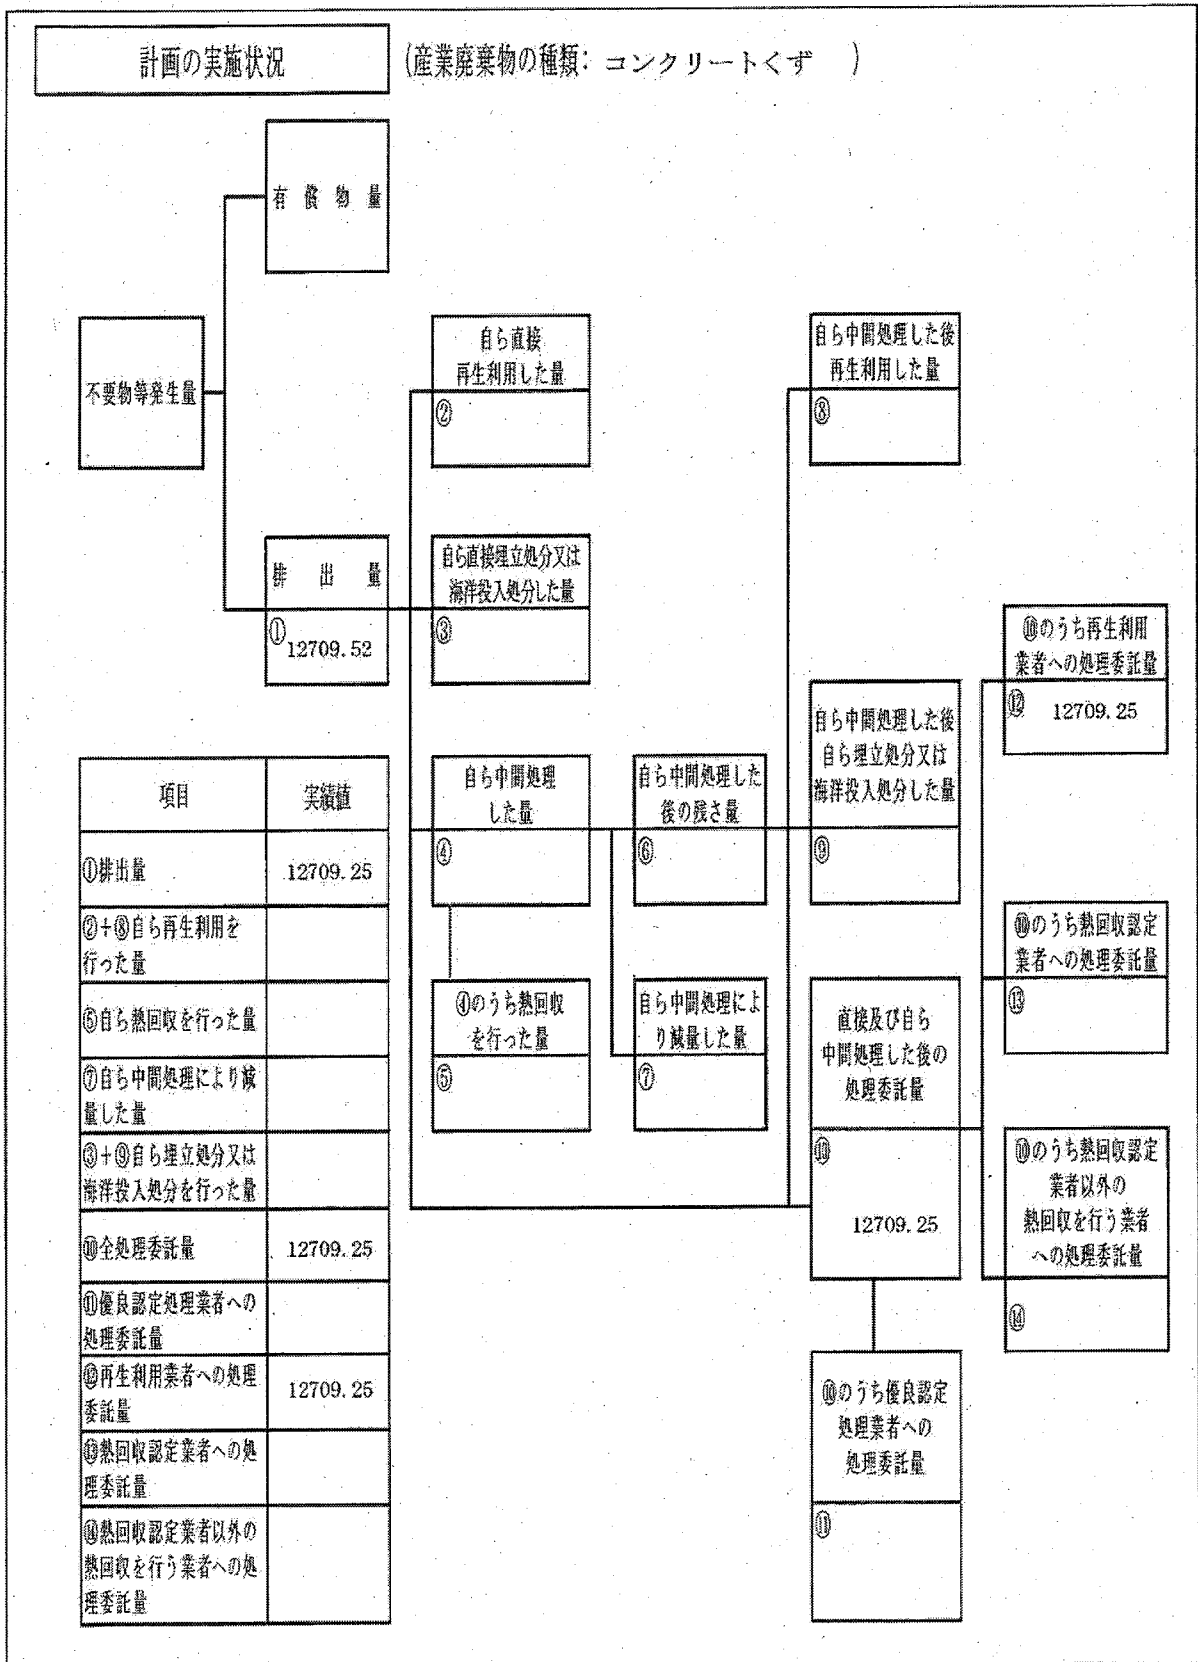 計画の実施状況
(産業廃棄物の種類: コンクリートくず )
有償物量
不要物等発生量
自ら直接
再生利用した量
②
自ら中間処理した後
再生利用した量
⑧
排出量
①
12709.52
自ら直接埋立処分又は
海洋投入処分した量
③
⑩のうち再生利用
業者への処理委託量
⑫ 12709.25
自ら中間処理した後
自ら埋立処分又は
海洋投入処分した量
⑨
自ら中間処理
した量
④
自ら中間処理した
後の残さ量
⑥
④のうち熱回収
を行った量
⑤
自ら中間処理によ
り減量した量
⑦
直接及び自ら
中間処理した後の
処理委託量
⑩
12709.25
⑩のうち熱回収認定
業者への処理委託量
⑬
⑩のうち熱回収認定
業者以外の
熱回収を行う業者
への処理委託量
⑭
⑩のうち優良認定
処理業者への
処理委託量
⑪
項目 実績値
①排出量 12709.25
②+⑧自ら再生利用を
行った量
⑤自ら熱回収を行った量
⑦自ら中間処理により減
量した量
③+⑨自ら埋立処分又は
海洋投入処分を行った量
⑩全処理委託量 12709.25
⑪優良認定処理業者への
処理委託量
⑫再生利用業者への処理
委託量 12709.25
⑬熱回収認定業者への処
理委託量
⑭熱回収認定業者以外の
熱回収を行う業者への処
理委託量